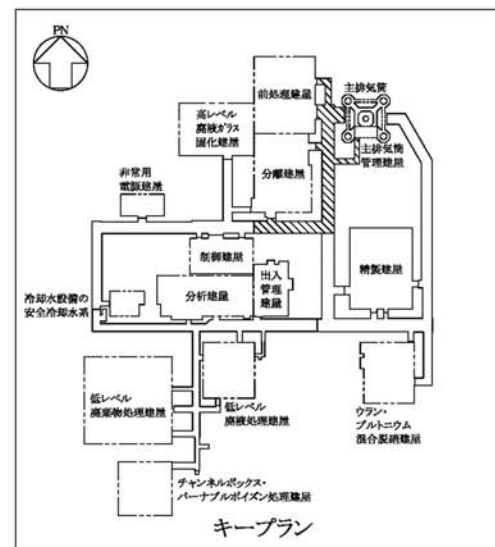 PN
前処理建屋
主排気筒
高レベル
廃液ガラス
固化建屋
主排気筒
管理建屋
分離建屋
非常用
電源建屋
制御建屋
出入
管理
建屋
精製建屋
分析建屋
冷却水設備の
安全冷却水系
低レベル
廃棄物処理建屋
低レベル
廃液処理建屋
ウラン・
プルトニウム
混合脱硝建屋
チャンネルボックス・
バーナブルポイズン処理建屋
キープラン